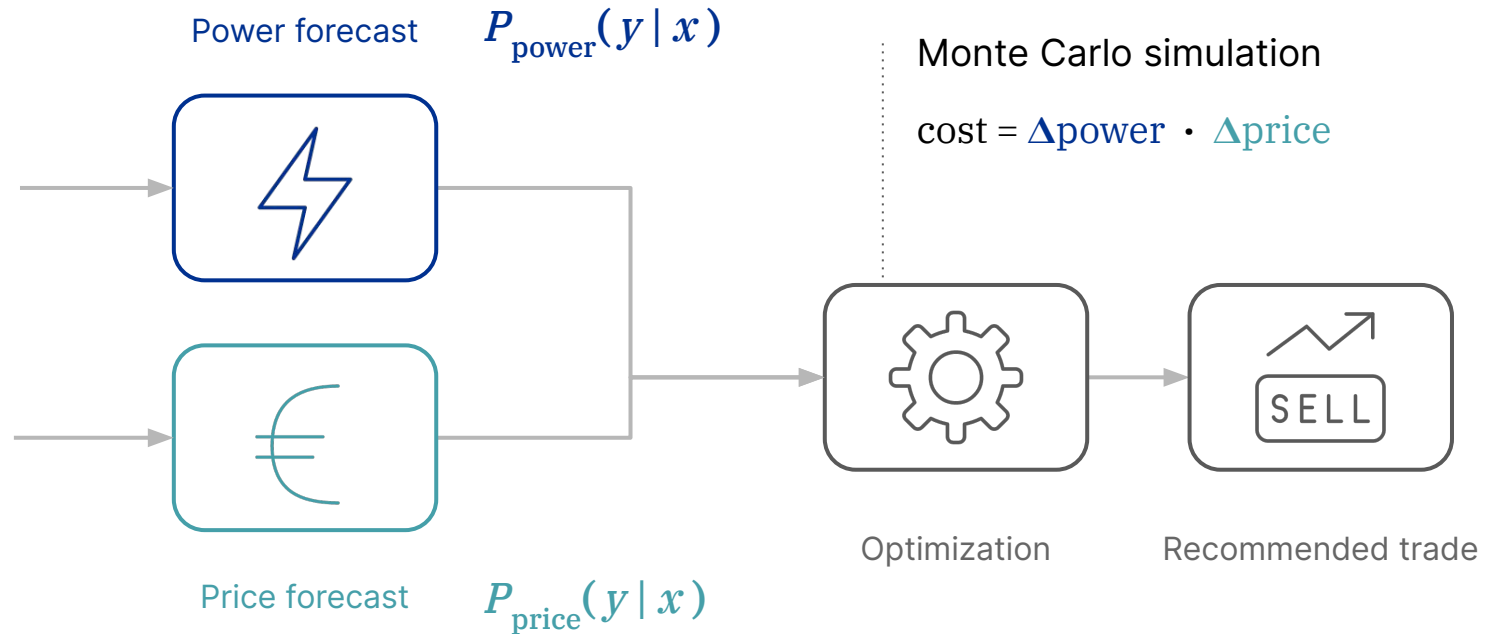 Power forecast
P_power(y | x)
Monte Carlo simulation
cost = Δpower · Δprice
SELL
Optimization
Recommended trade
Price forecast
P_price(y | x)